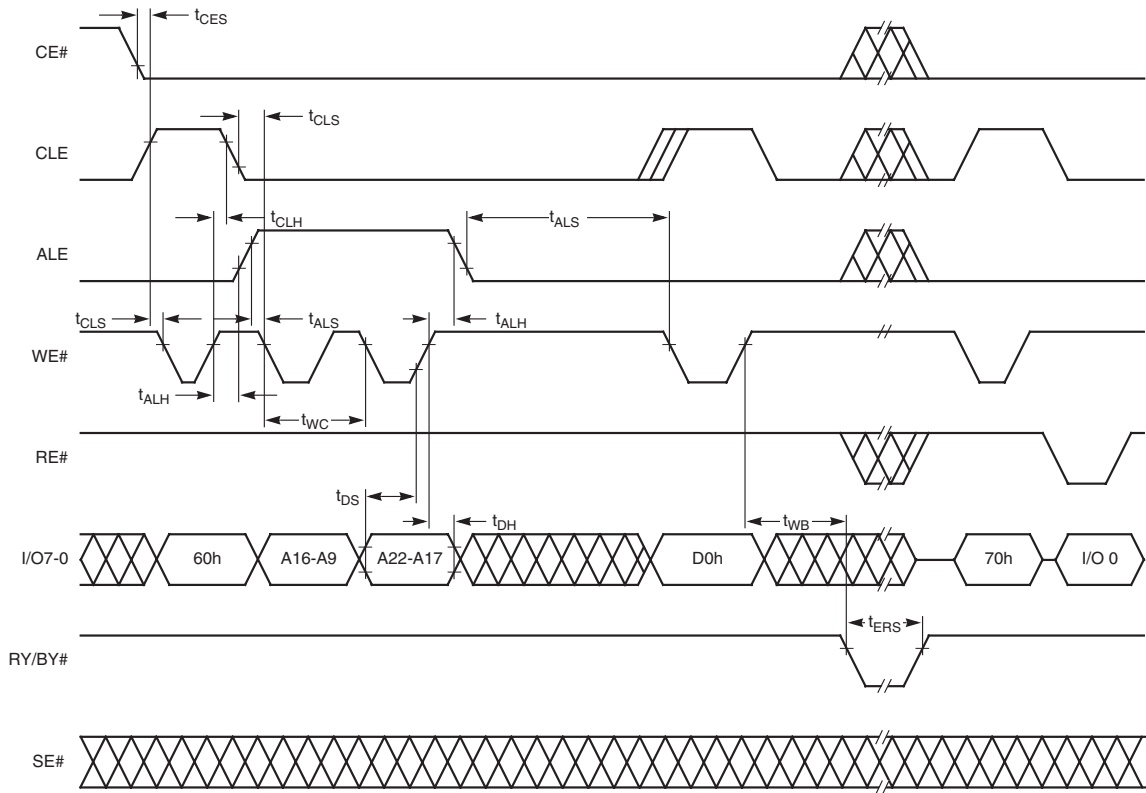 tCES
CE#
tCLS
CLE
tCLH
tALS
ALE
tCLS
tALS
tALH
WE#
tALH
tWC
RE#
tDS
tDH
tWB
I/O7-0
60h
A16-A9
A22-A17
D0h
70h
I/O 0
tERS
RY/BY#
SE#